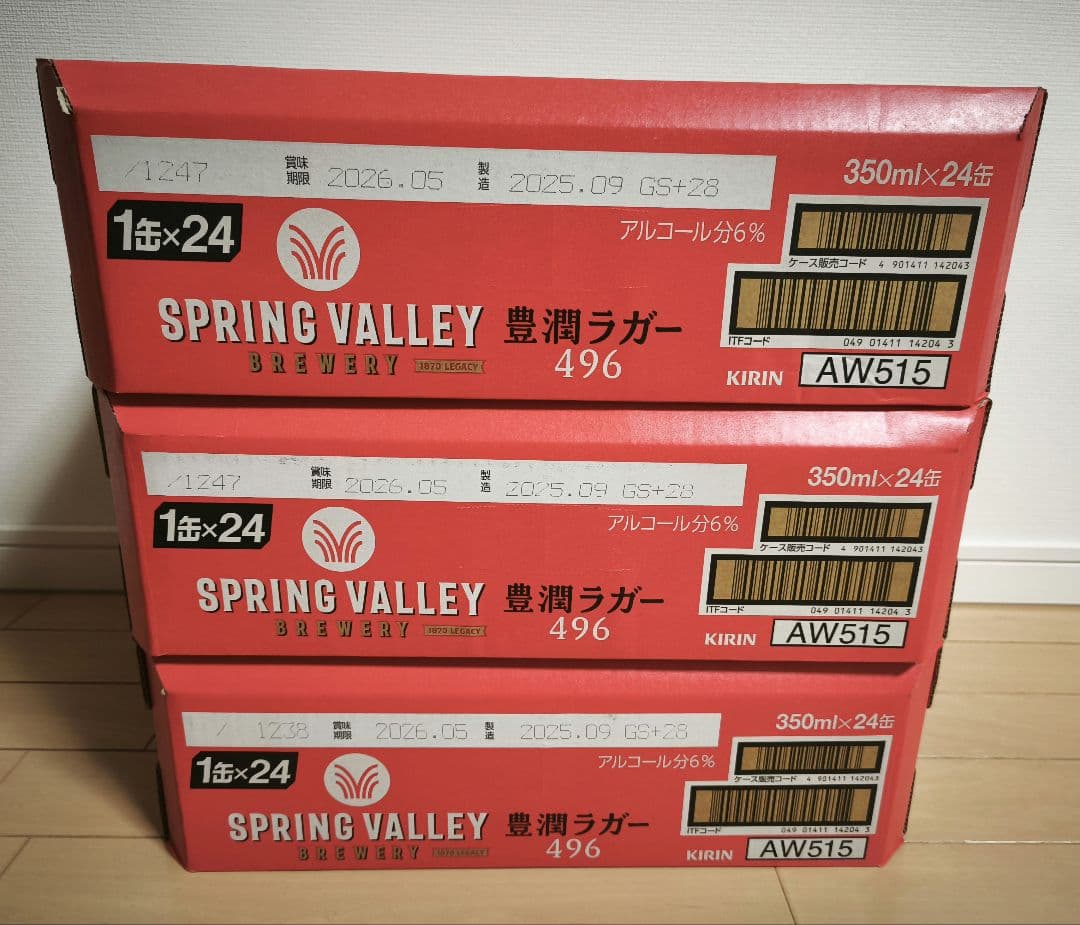 /1247 賞味期限 2026.05 製造 2025.09 GS+28
350ml×24缶
1缶×24
アルコール分6%
ケース販売コード 4 901411 142043
SPRING VALLEY 豊潤ラガー
BREWERY 1870 LEGACY 496
ITFコード 049 01411 14204 3
KIRIN AW515
/1247 賞味期限 2026.05 製造 2025.09 GS+28
350ml×24缶
1缶×24
アルコール分6%
ケース販売コード 4 901411 142043
SPRING VALLEY 豊潤ラガー
BREWERY 1870 LEGACY 496
ITFコード 049 01411 14204 3
KIRIN AW515
/ 1238 賞味期限 2026.05 製造 2025.09 GS+28
350ml×24缶
1缶×24
アルコール分6%
ケース販売コード 4 901411 142043
SPRING VALLEY 豊潤ラガー
BREWERY 1870 LEGACY 496
ITFコード 049 01411 14204 3
KIRIN AW515